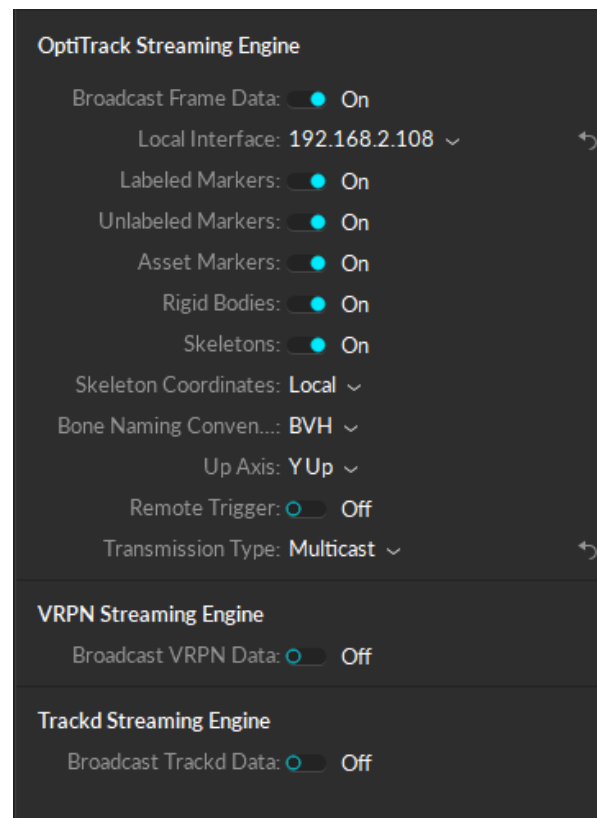 OptiTrack Streaming Engine
Broadcast Frame Data: On
Local Interface: 192.168.2.108
Labeled Markers: On
Unlabeled Markers: On
Asset Markers: On
Rigid Bodies: On
Skeletons: On
Skeleton Coordinates: Local
Bone Naming Conven...: BVH
Up Axis: Y Up
Remote Trigger: Off
Transmission Type: Multicast
VRPN Streaming Engine
Broadcast VRPN Data: Off
Trackd Streaming Engine
Broadcast Trackd Data: Off